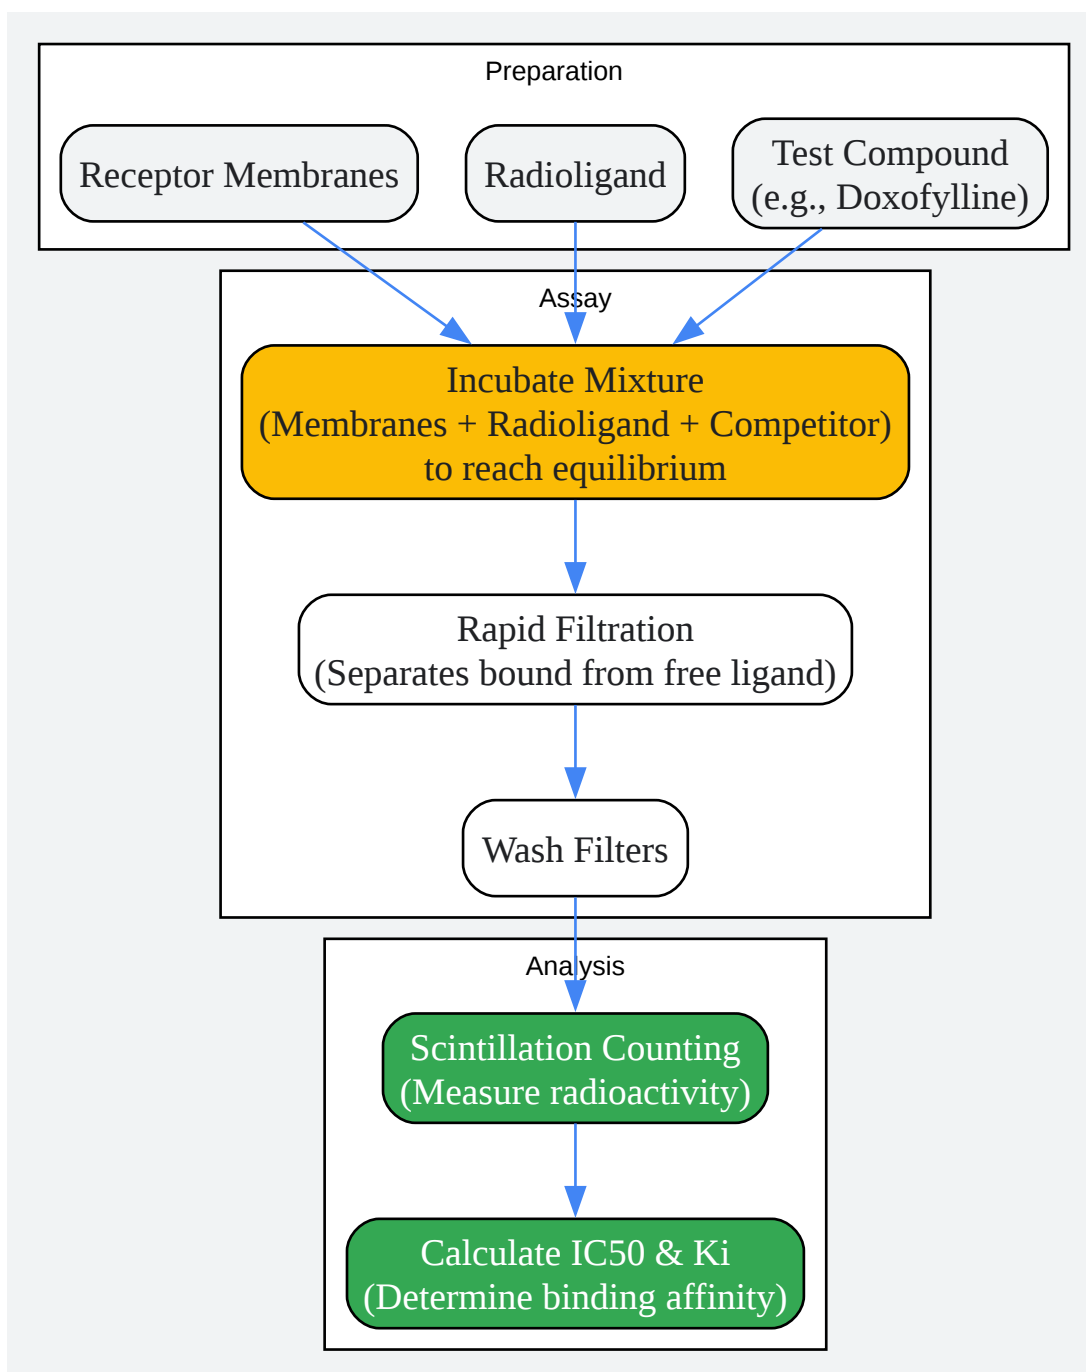 Preparation
Receptor Membranes
Radioligand
Test Compound
(e.g., Doxofylline)
Assay
Incubate Mixture
(Membranes + Radioligand + Competitor)
to reach equilibrium
Rapid Filtration
(Separates bound from free ligand)
Wash Filters
Analysis
Scintillation Counting
(Measure radioactivity)
Calculate IC50 & Ki
(Determine binding affinity)